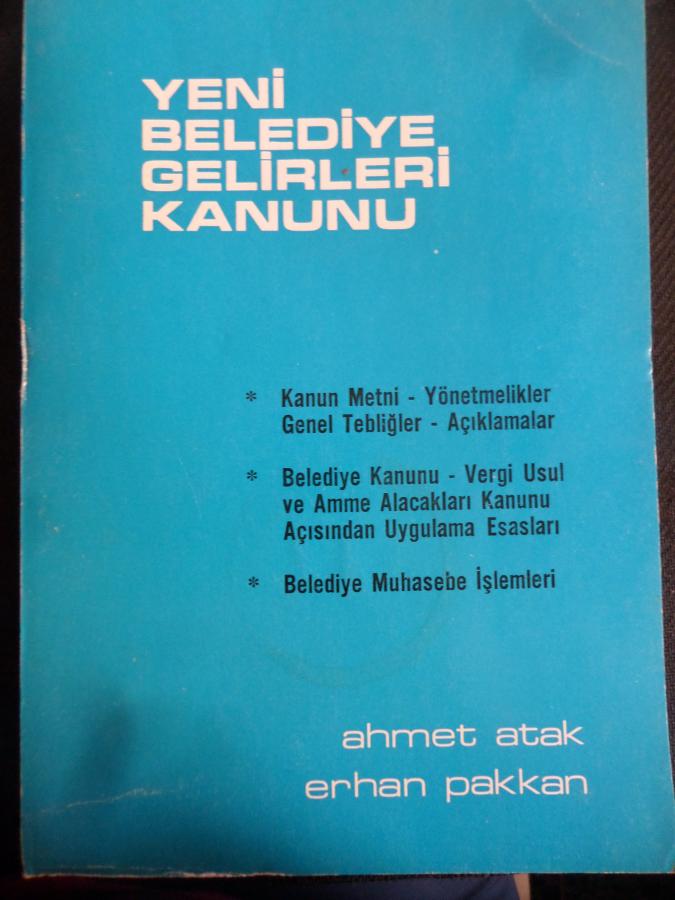 YENİ
BELEDİYE
GELİRLERİ
KANUNU
* Kanun Metni - Yönetmelikler
Genel Tebliğler - Açıklamalar
* Belediye Kanunu - Vergi Usul
ve Amme Alacakları Kanunu
Açısından Uygulama Esasları
* Belediye Muhasebe İşlemleri
ahmet atak
erhan pakkan